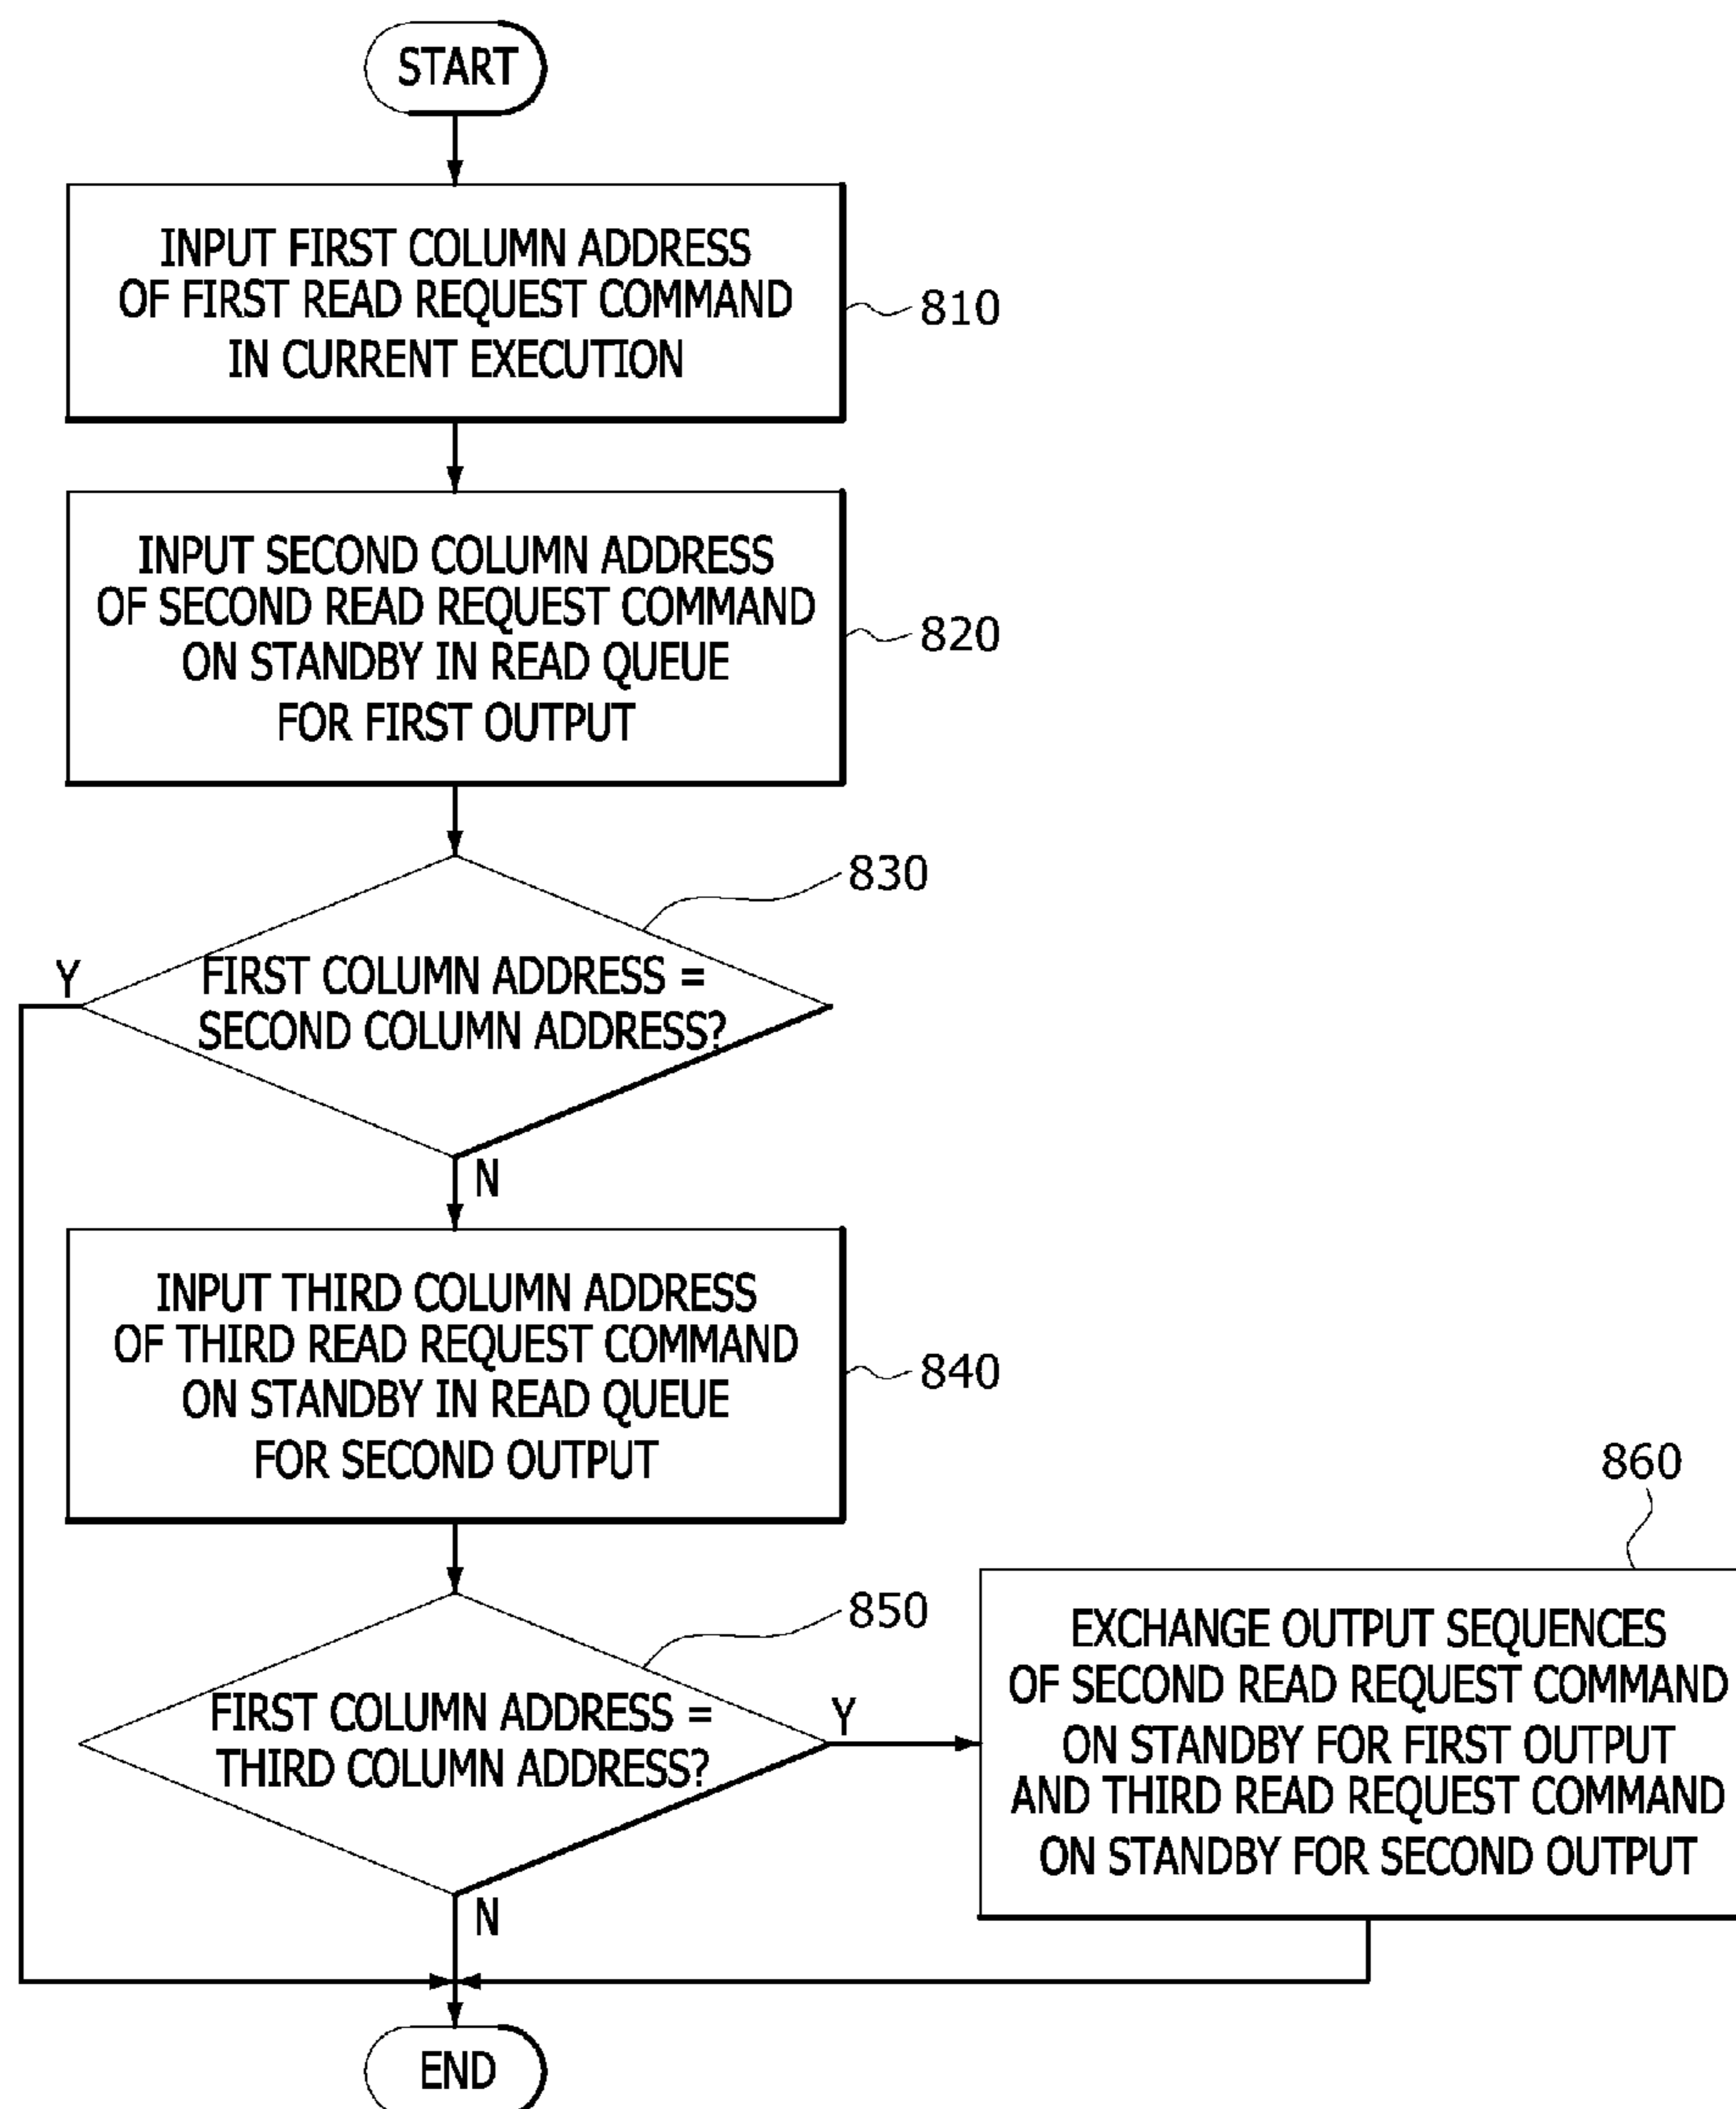 START
INPUT FIRST COLUMN ADDRESS
OF FIRST READ REQUEST COMMAND
IN CURRENT EXECUTION
810
INPUT SECOND COLUMN ADDRESS
OF SECOND READ REQUEST COMMAND
ON STANDBY IN READ QUEUE
FOR FIRST OUTPUT
820
830
FIRST COLUMN ADDRESS =
SECOND COLUMN ADDRESS?
Y
N
INPUT THIRD COLUMN ADDRESS
OF THIRD READ REQUEST COMMAND
ON STANDBY IN READ QUEUE
FOR SECOND OUTPUT
840
850
FIRST COLUMN ADDRESS =
THIRD COLUMN ADDRESS?
Y
N
860
EXCHANGE OUTPUT SEQUENCES
OF SECOND READ REQUEST COMMAND
ON STANDBY FOR FIRST OUTPUT
AND THIRD READ REQUEST COMMAND
ON STANDBY FOR SECOND OUTPUT
END